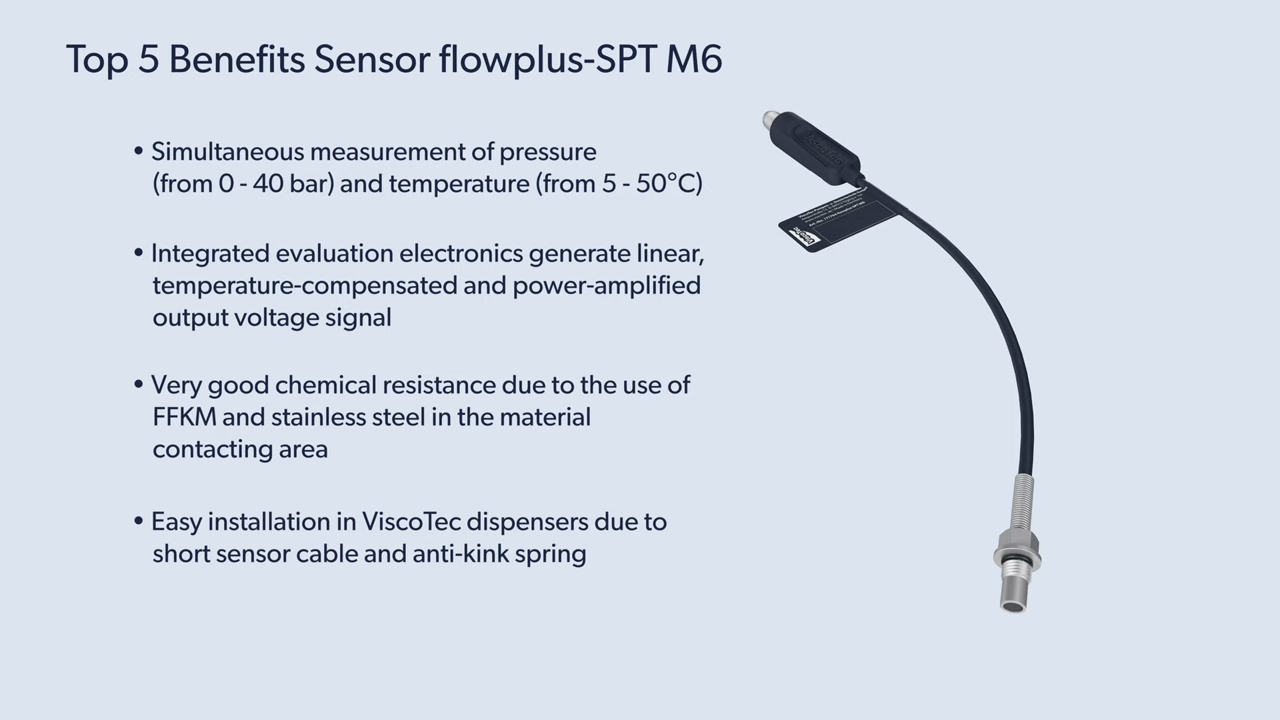 Top 5 Benefits Sensor flowplus-SPT M6
• Simultaneous measurement of pressure
(from 0 - 40 bar) and temperature (from 5 - 50°C)
• Integrated evaluation electronics generate linear,
temperature-compensated and power-amplified
output voltage signal
• Very good chemical resistance due to the use of
FFKM and stainless steel in the material
contacting area
• Easy installation in ViscoTec dispensers due to
short sensor cable and anti-kink spring
ViscoTec